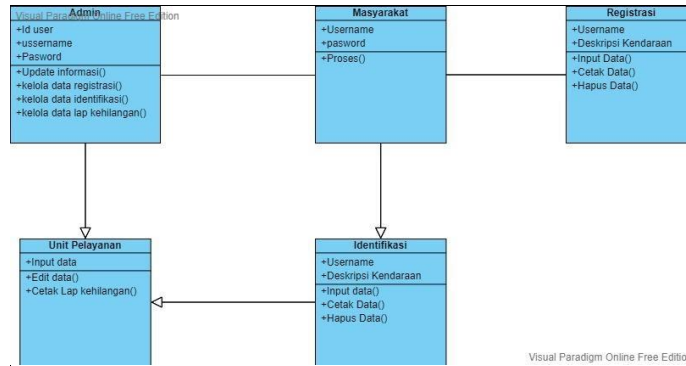 Visual Paradigm Online Free Edition
Admin
+Id user
+ussername
+Pasword
+Update informasi()
+kelola data registrasi()
+kelola data identifikasi()
+kelola data lap kehilangan()
Masyarakat
+Username
+pasword
+Proses()
Registrasi
+Username
+Deskripsi Kendaraan
+Input Data()
+Cetak Data()
+Hapus Data()
Unit Pelayanan
+Input data
+Edit data()
+Cetak Lap kehilangan()
Identifikasi
+Username
+Deskripsi Kendaraan
+Input data()
+Cetak Data()
+Hapus Data()
Visual Paradigm Online Free Editio